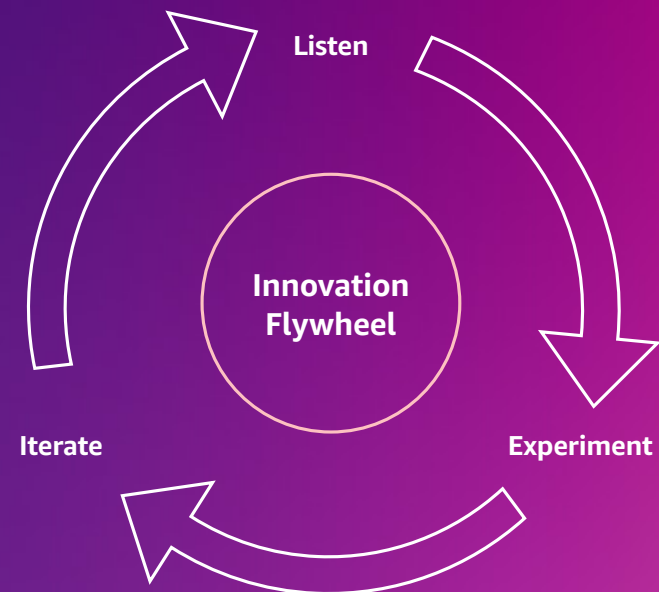 Listen
Innovation
Flywheel
Iterate
Experiment